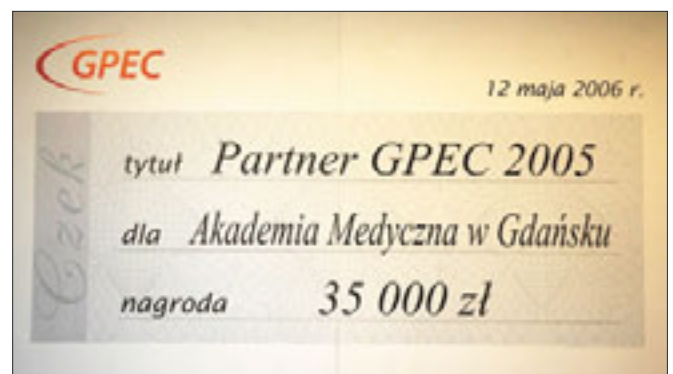 GPEC
12 maja 2006 r.
Czek
tytuł Partner GPEC 2005
dla Akademia Medyczna w Gdańsku
nagroda 35 000 zł